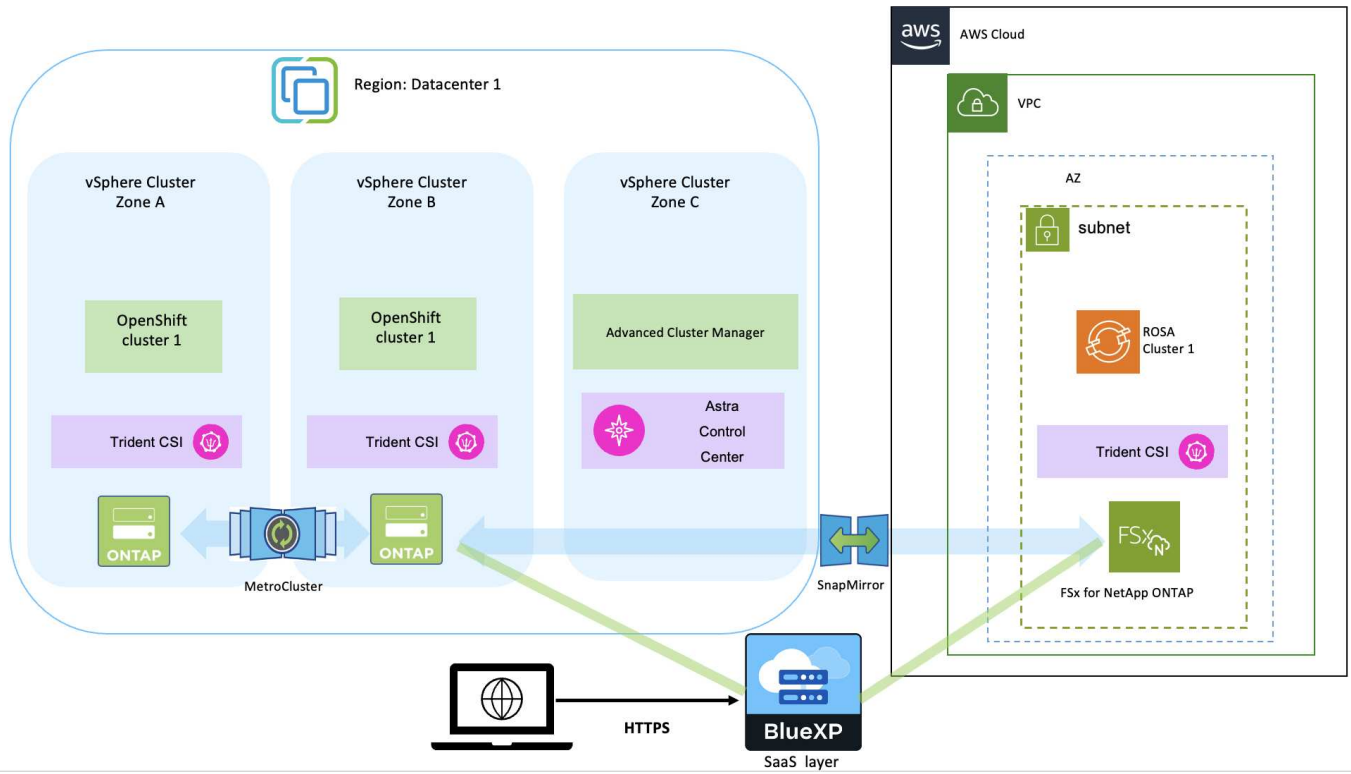 aws
AWS Cloud
Region: Datacenter 1
VPC
vSphere Cluster
Zone A
vSphere Cluster
Zone B
vSphere Cluster
Zone C
AZ
subnet
OpenShift
cluster 1
OpenShift
cluster 1
Advanced Cluster Manager
ROSA
Cluster 1
Trident CSI
Trident CSI
Astra
Control
Center
Trident CSI
ONTAP
MetroCluster
ONTAP
SnapMirror
FSx
N
FSx for NetApp ONTAP
HTTPS
BlueXP
SaaS layer